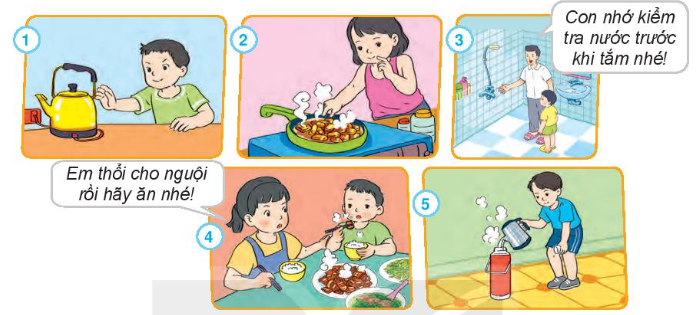 1
2
3
Con nhớ kiểm
tra nước trước
khi tắm nhé!
Em thổi cho nguội
rồi hãy ăn nhé!
4
5